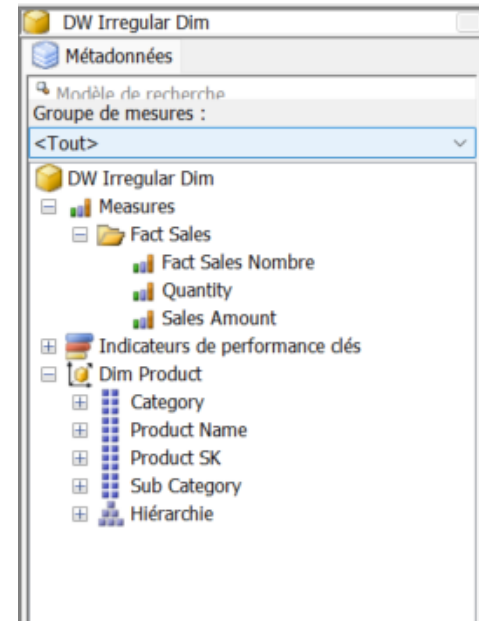 DW Irregular Dim
Métadonnées
Modèle de recherche
Groupe de mesures :
<Tout>
DW Irregular Dim
Measures
Fact Sales
Fact Sales Nombre
Quantity
Sales Amount
Indicateurs de performance clés
Dim Product
Category
Product Name
Product SK
Sub Category
Hiérarchie